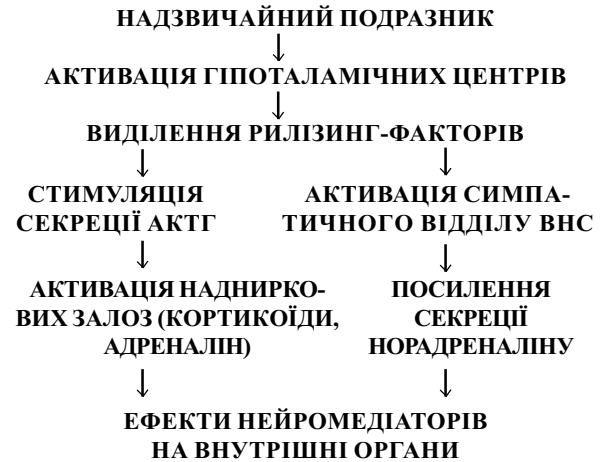 НАДЗВИЧАЙНИЙ ПОДРАЗНИК
АКТИВАЦІЯ ГІПОТАЛАМІЧНИХ ЦЕНТРІВ
ВИДІЛЕННЯ РИЛІЗИНГ-ФАКТОРІВ
СТИМУЛЯЦІЯ
СЕКРЕЦІЇ АКТГ
АКТИВАЦІЯ СИМПА-
ТИЧНОГО ВІДДІЛУ ВНС
АКТИВАЦІЯ НАДНИРКО-
ВИХ ЗАЛОЗ (КОРТИКОЇДИ,
АДРЕНАЛІН)
ПОСИЛЕННЯ
СЕКРЕЦІЇ
НОРАДРЕНАЛІНУ
ЕФЕКТИ НЕЙРОМЕДІАТОРІВ
НА ВНУТРІШНІ ОРГАНИ